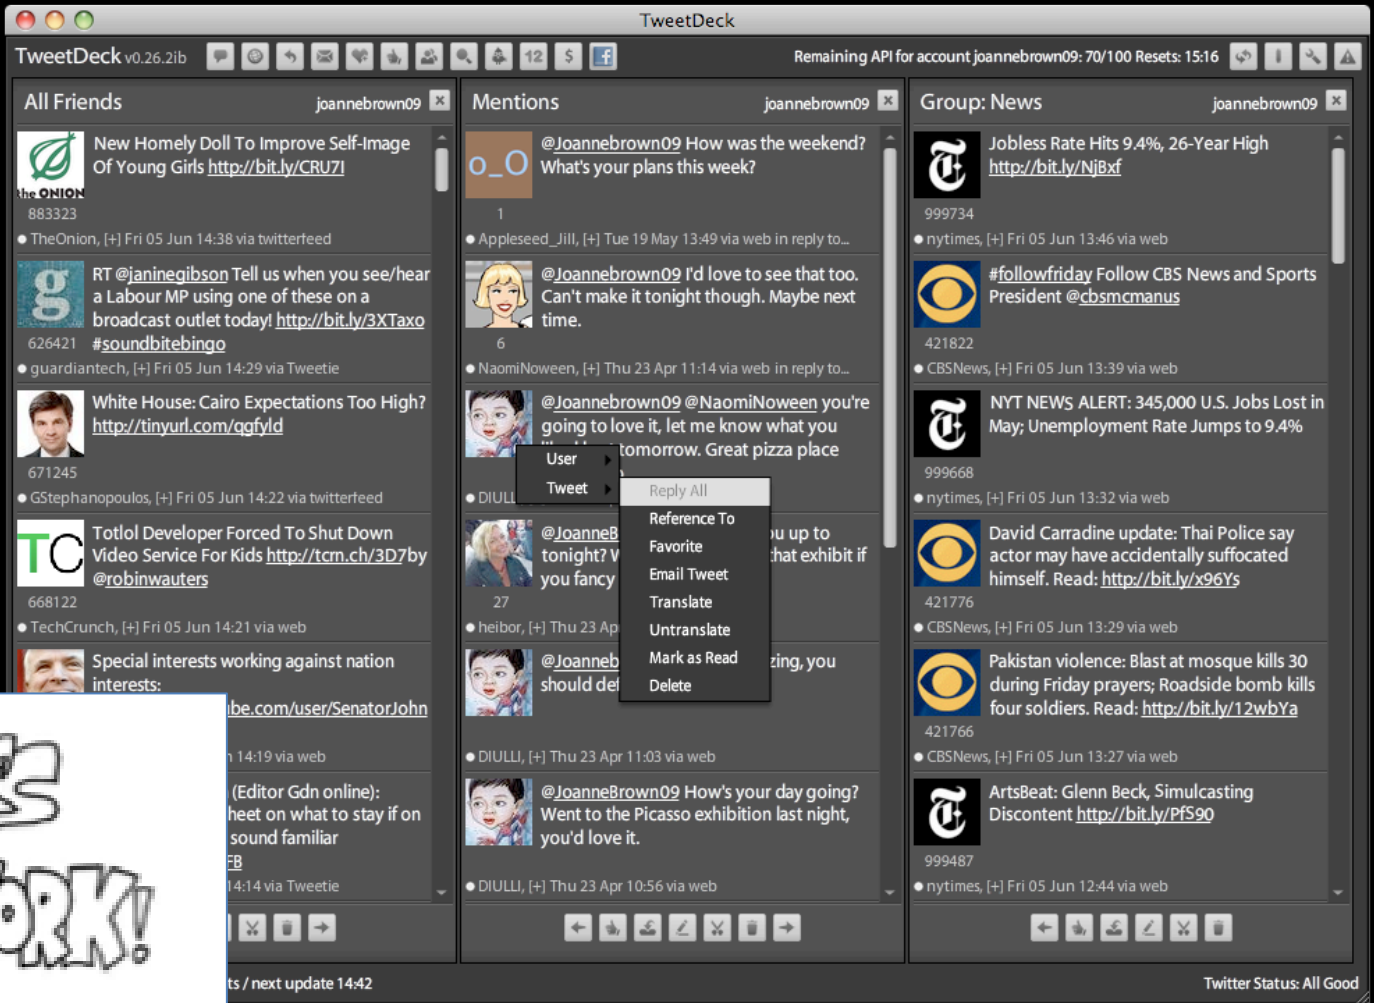 TweetDeck
TweetDeck v0.26.2ib
12
$
f
Remaining API for account joannebrown09: 70/100 Resets: 15:16
All Friends
joannebrown09
the ONION
New Homely Doll To Improve Self-Image
Of Young Girls http://bit.ly/CRU7I
883323
TheOnion, [+] Fri 05 Jun 14:38 via twitterfeed
g
RT @janinegibson Tell us when you see/hear
a Labour MP using one of these on a
broadcast outlet today! http://bit.ly/3XTaxo
#soundbitebingo
626421
guardiantech, [+] Fri 05 Jun 14:29 via Tweetie
White House: Cairo Expectations Too High?
http://tinyurl.com/qgfyld
671245
GStephanopoulos, [+] Fri 05 Jun 14:22 via twitterfeed
TC
Totlol Developer Forced To Shut Down
Video Service For Kids http://tcrn.ch/3D7by
@robinwauters
668122
TechCrunch, [+] Fri 05 Jun 14:21 via web
Special interests working against nation
interests:
be.com/user/SenatorJohn
14:19 via web
(Editor Gdn online):
heet on what to stay if on
sound familiar
FB
14:14 via Tweetie
ORK!
ts / next update 14:42
Mentions
joannebrown09
o_O
@Joannebrown09 How was the weekend?
What's your plans this week?
1
Appleseed_Jill, [+] Tue 19 May 13:49 via web in reply to...
@Joannebrown09 I'd love to see that too.
Can't make it tonight though. Maybe next
time.
6
NaomiNoween, [+] Thu 23 Apr 11:14 via web in reply to...
@Joannebrown09 @NaomiNoween you're
going to love it, let me know what you
tomorrow. Great pizza place
DIULL
User
Tweet
Reply All
Reference To
Favorite
Email Tweet
Translate
Untranslate
Mark as Read
Delete
@JoanneB
u up to
tonight? W
that exhibit if
you fancy
27
heibor, [+] Thu 23 Ap
@Joanneb
zing, you
should def
DIULLI, [+] Thu 23 Apr 11:03 via web
@JoanneBrown09 How's your day going?
Went to the Picasso exhibition last night,
you'd love it.
DIULLI, [+] Thu 23 Apr 10:56 via web
Group: News
joannebrown09
Jobless Rate Hits 9.4%, 26-Year High
http://bit.ly/NjBxf
999734
nytimes, [+] Fri 05 Jun 13:46 via web
#followfriday Follow CBS News and Sports
President @cbsmcmanus
421822
CBSNews, [+] Fri 05 Jun 13:39 via web
NYT NEWS ALERT: 345,000 U.S. Jobs Lost in
May; Unemployment Rate Jumps to 9.4%
999668
nytimes, [+] Fri 05 Jun 13:32 via web
David Carradine update: Thai Police say
actor may have accidentally suffocated
himself. Read: http://bit.ly/x96Ys
421776
CBSNews, [+] Fri 05 Jun 13:29 via web
Pakistan violence: Blast at mosque kills 30
during Friday prayers; Roadside bomb kills
four soldiers. Read: http://bit.ly/12wbYa
421766
CBSNews, [+] Fri 05 Jun 13:27 via web
ArtsBeat: Glenn Beck, Simulcasting
Discontent http://bit.ly/PfS90
999487
nytimes, [+] Fri 05 Jun 12:44 via web
Twitter Status: All Good